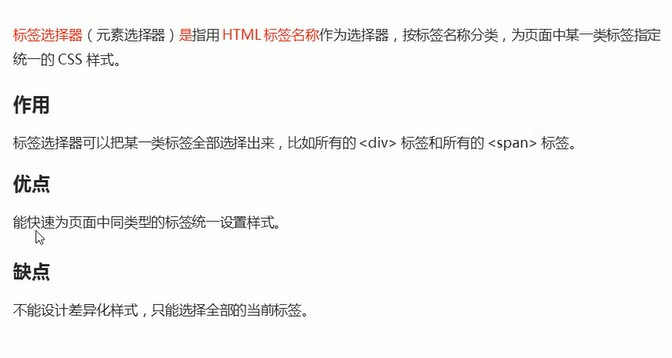 标签选择器（元素选择器）是指用 HTML 标签名称作为选择器，按标签名称分类，为页面中某一类标签指定
统一的 CSS 样式。
作用
标签选择器可以把某一类标签全部选择出来，比如所有的 <div> 标签和所有的 <span> 标签。
优点
能快速为页面中同类型的标签统一设置样式。
缺点
不能设计差异化样式，只能选择全部的当前标签。